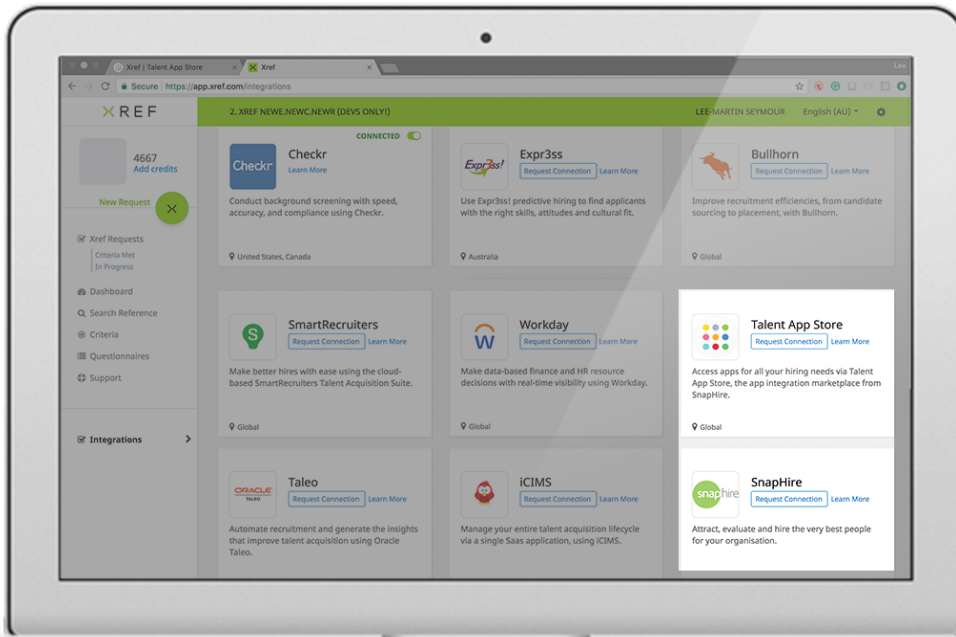 Xref | Talent App Store
Xref
Lee
Secure https://app.xref.com/integrations
XREF
2. XREF NEWE.NEWC.NEWR (DEVS ONLY!)
LEE-MARTIN SEYMOUR
English (AU)
4667
Add credits
New Request
Xref Requests
Criteria Met
In Progress
Dashboard
Search Reference
Criteria
Questionnaires
Support
Integrations
CONNECTED
Checkr
Checkr
Learn More
Conduct background screening with speed,
accuracy, and compliance using Checkr.
United States, Canada
Expr3ss!
Expr3ss
Request Connection Learn More
Use Expr3ss! predictive hiring to find applicants
with the right skills, attitudes and cultural fit.
Australia
Bullhorn
Request Connection Learn More
Improve recruitment efficiencies, from candidate
sourcing to placement, with Bullhorn.
Global
S
SmartRecruiters
Request Connection Learn More
Make better hires with ease using the cloud-
based SmartRecruiters Talent Acquisition Suite.
Global
W
Workday
Request Connection Learn More
Make data-based finance and HR resource
decisions with real-time visibility using Workday.
Global
Talent App Store
Request Connection Learn More
Access apps for all your hiring needs via Talent
App Store, the app integration marketplace from
SnapHire.
Global
ORACLE
TALEO
Taleo
Request Connection Learn More
Automate recruitment and generate the insights
that improve talent acquisition using Oracle
Taleo.
iCIMS
Request Connection Learn More
Manage your entire talent acquisition lifecycle
via a single Saas application, using iCIMS.
snaphire
SnapHire
Request Connection Learn More
Attract, evaluate and hire the very best people
for your organisation.